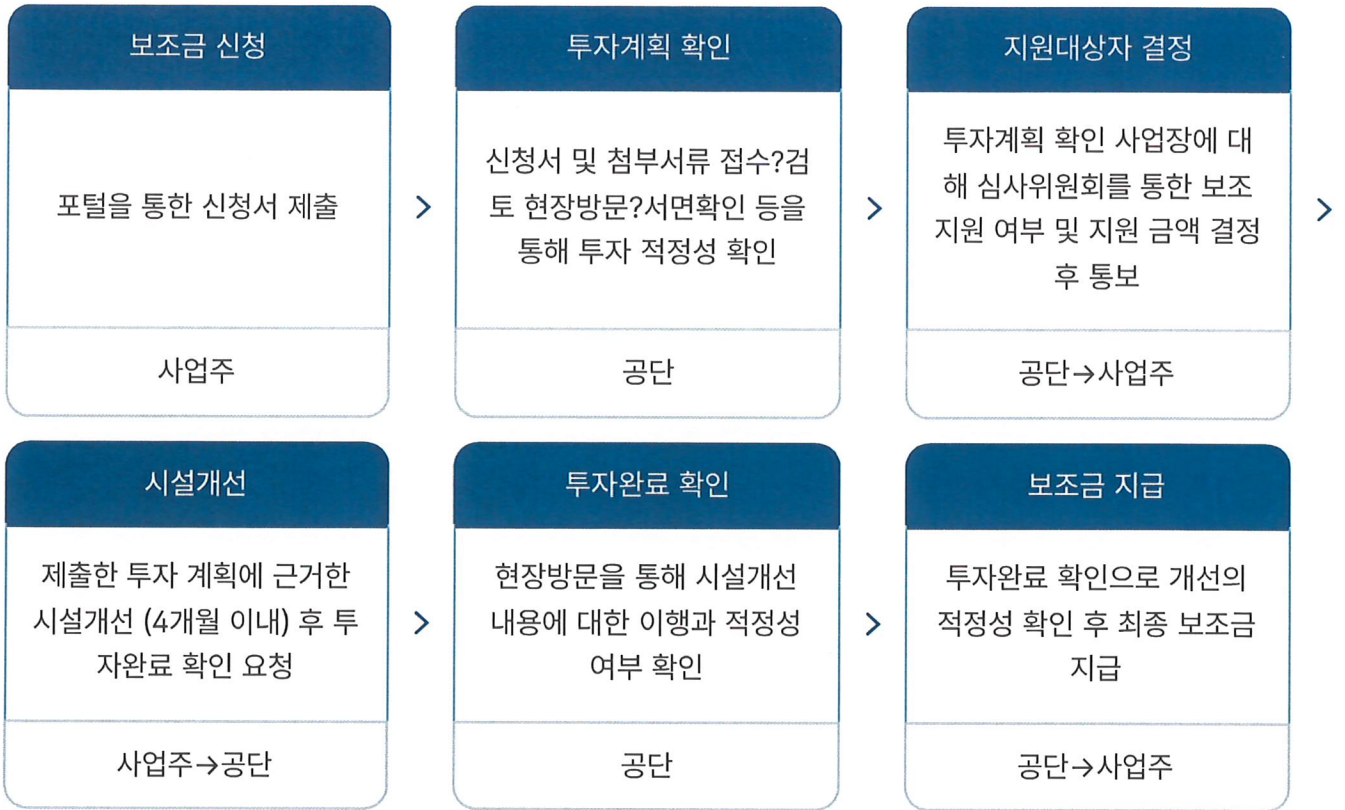 보조금 신청
포털을 통한 신청서 제출
사업주
>
투자계획 확인
신청서 및 첨부서류 접수?검
토 현장방문?서면확인 등을
통해 투자 적정성 확인
공단
>
지원대상자 결정
투자계획 확인 사업장에 대
해 심사위원회를 통한 보조
지원 여부 및 지원 금액 결정
후 통보
공단→사업주
>
시설개선
제출한 투자 계획에 근거한
시설개선 (4개월 이내) 후 투
자완료 확인 요청
사업주→공단
>
투자완료 확인
현장방문을 통해 시설개선
내용에 대한 이행과 적정성
여부 확인
공단
>
보조금 지급
투자완료 확인으로 개선의
적정성 확인 후 최종 보조금
지급
공단→사업주